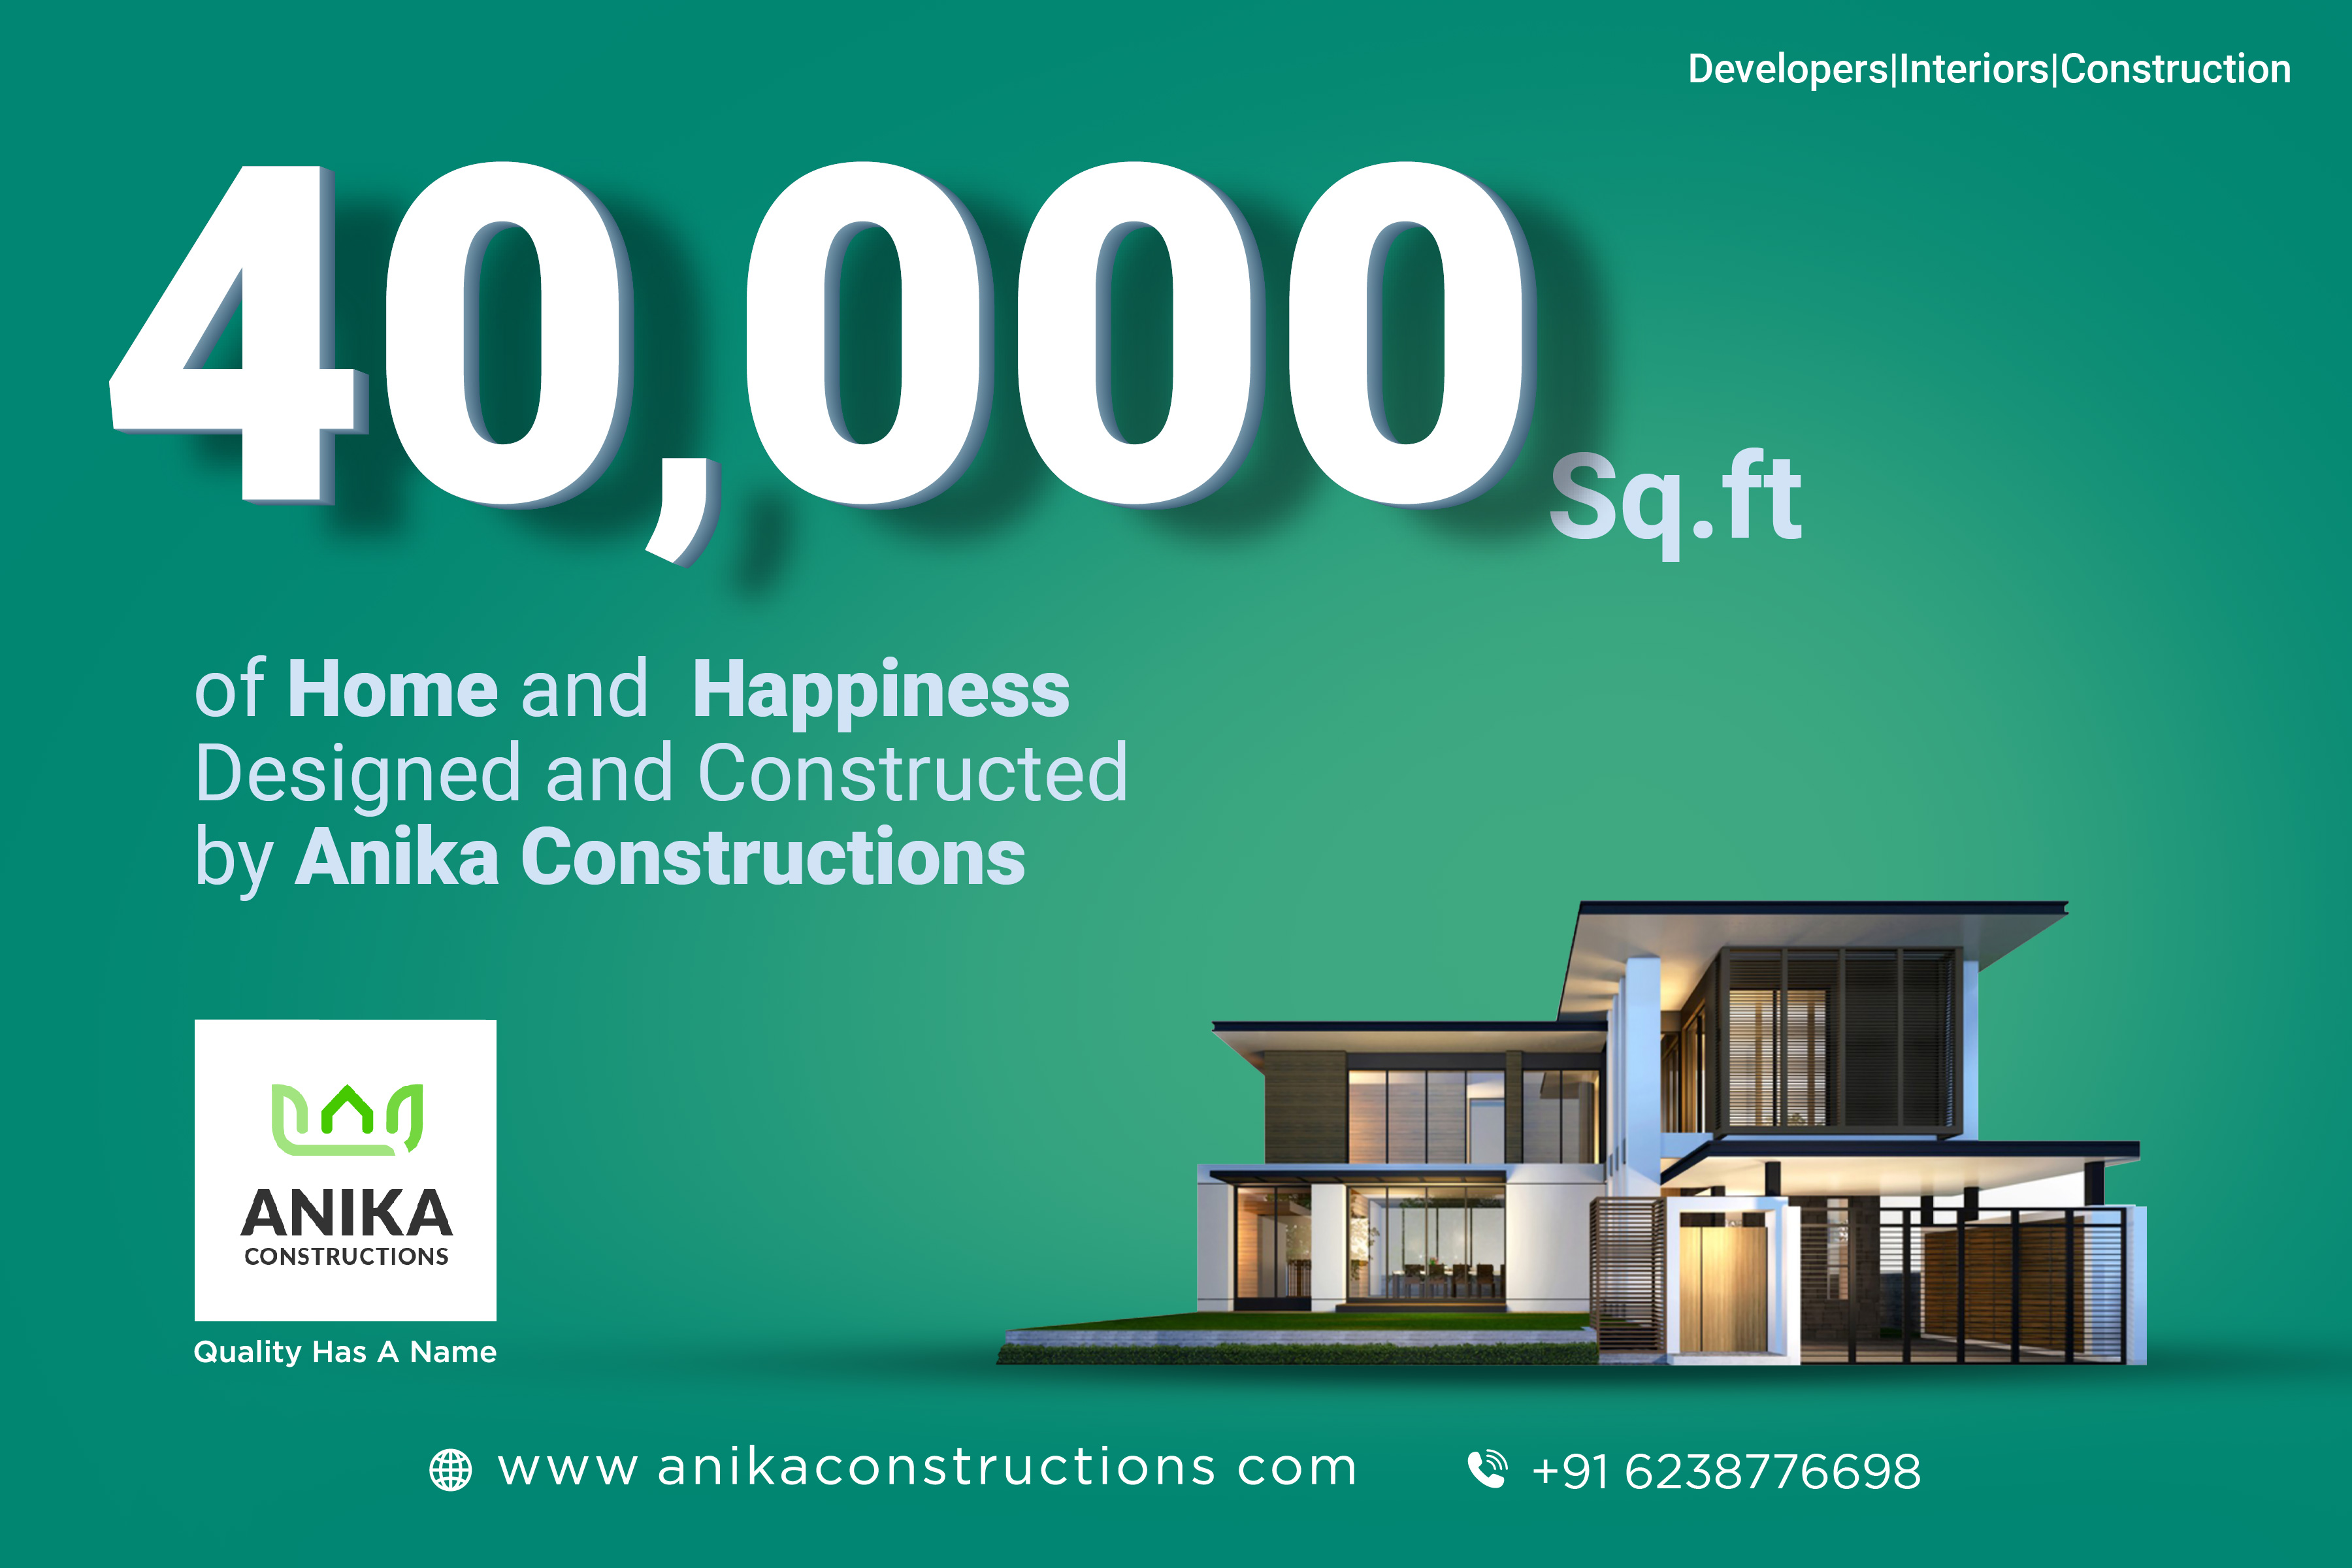 Developers|Interiors|Construction
40,000 Sq.ft
of Home and Happiness
Designed and Constructed
by Anika Constructions
ANIKA
CONSTRUCTIONS
Quality Has A Name
www anikaconstructions com
+91 6238776698